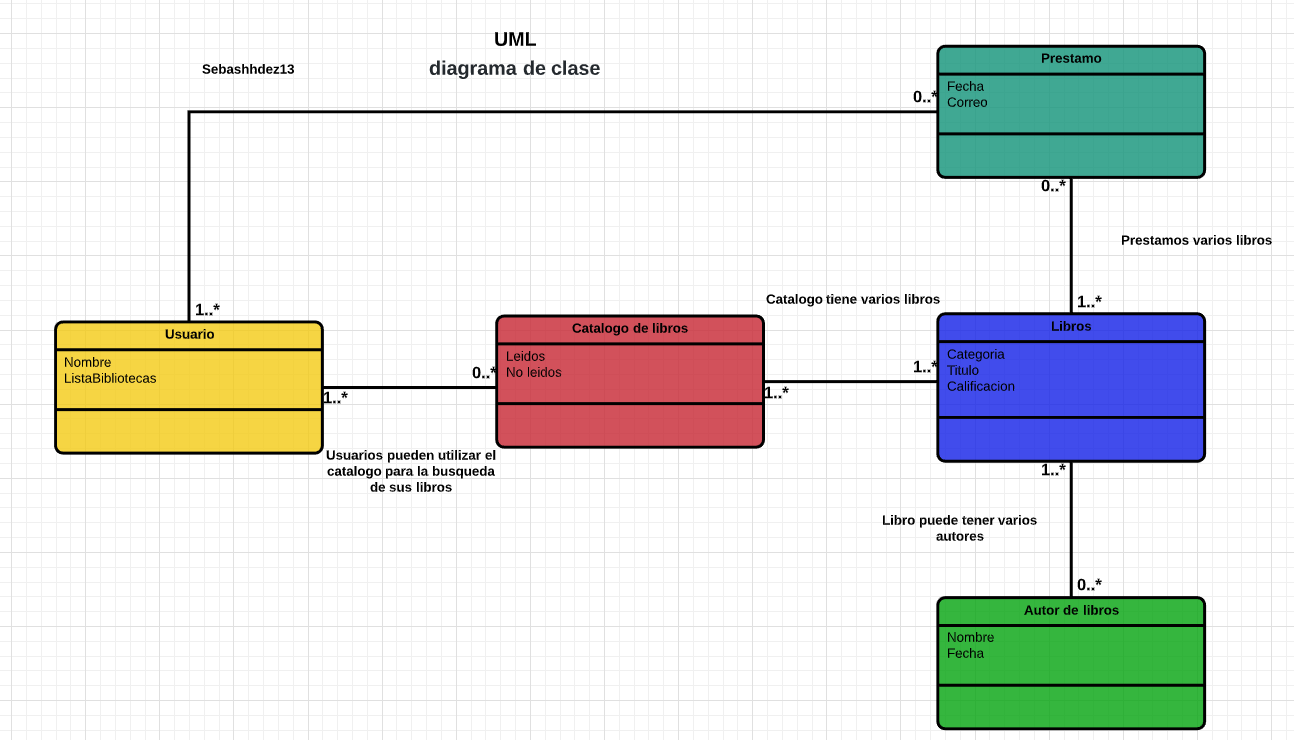 UML
diagrama de clase
Sebashhdez13
Prestamo
Fecha
Correo
0..*
0..*
Prestamos varios libros
1..*
1..*
Usuario
Nombre
ListaBibliotecas
1..*
0..*
Usuarios pueden utilizar el
catalogo para la busqueda
de sus libros
Catalogo de libros
Leidos
No leidos
Catalogo tiene varios libros
1..*
1..*
Libros
Categoria
Titulo
Calificacion
1..*
Libro puede tener varios
autores
0..*
Autor de libros
Nombre
Fecha